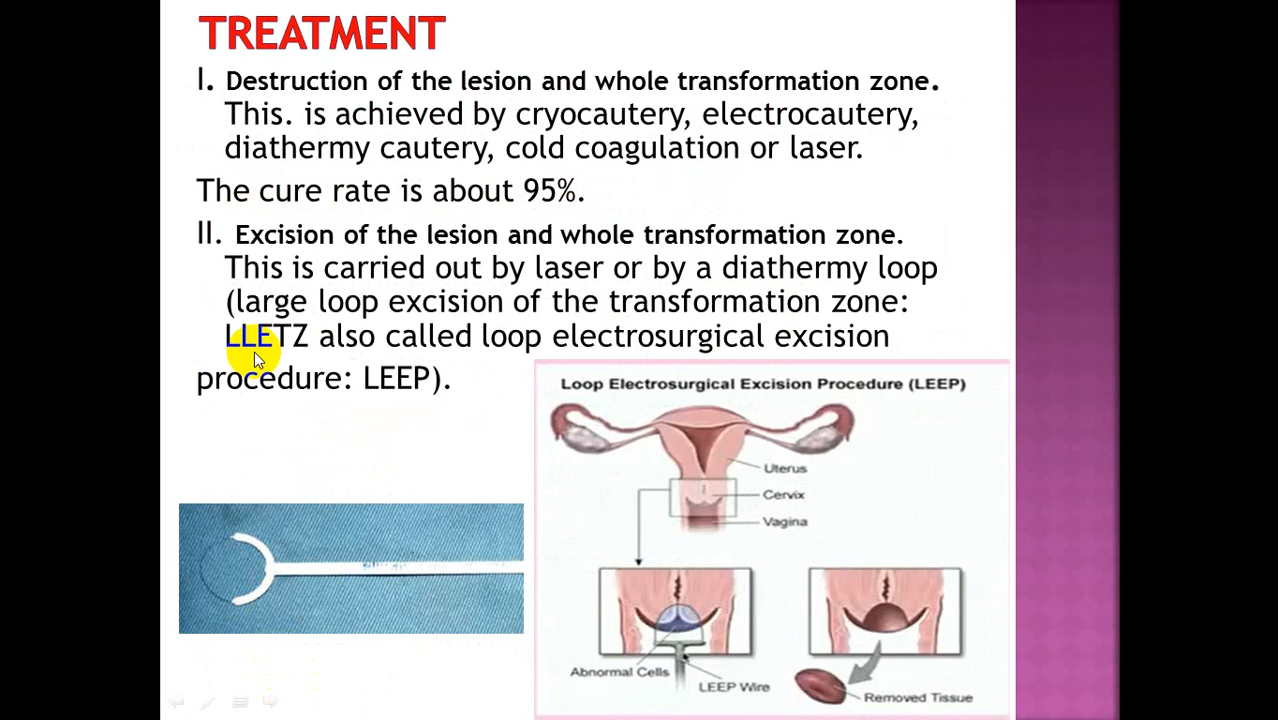 TREATMENT
I. Destruction of the lesion and whole transformation zone.
This. is achieved by cryocautery, electrocautery,
diathermy cautery, cold coagulation or laser.
The cure rate is about 95%.
II. Excision of the lesion and whole transformation zone.
This is carried out by laser or by a diathermy loop
(large loop excision of the transformation zone:
LLETZ also called loop electrosurgical excision
procedure: LEEP).
Loop Electrosurgical Excision Procedure (LEEP)
Uterus
Cervix
Vagina
Abnormal Cells
LEEP Wire
Removed Tissue